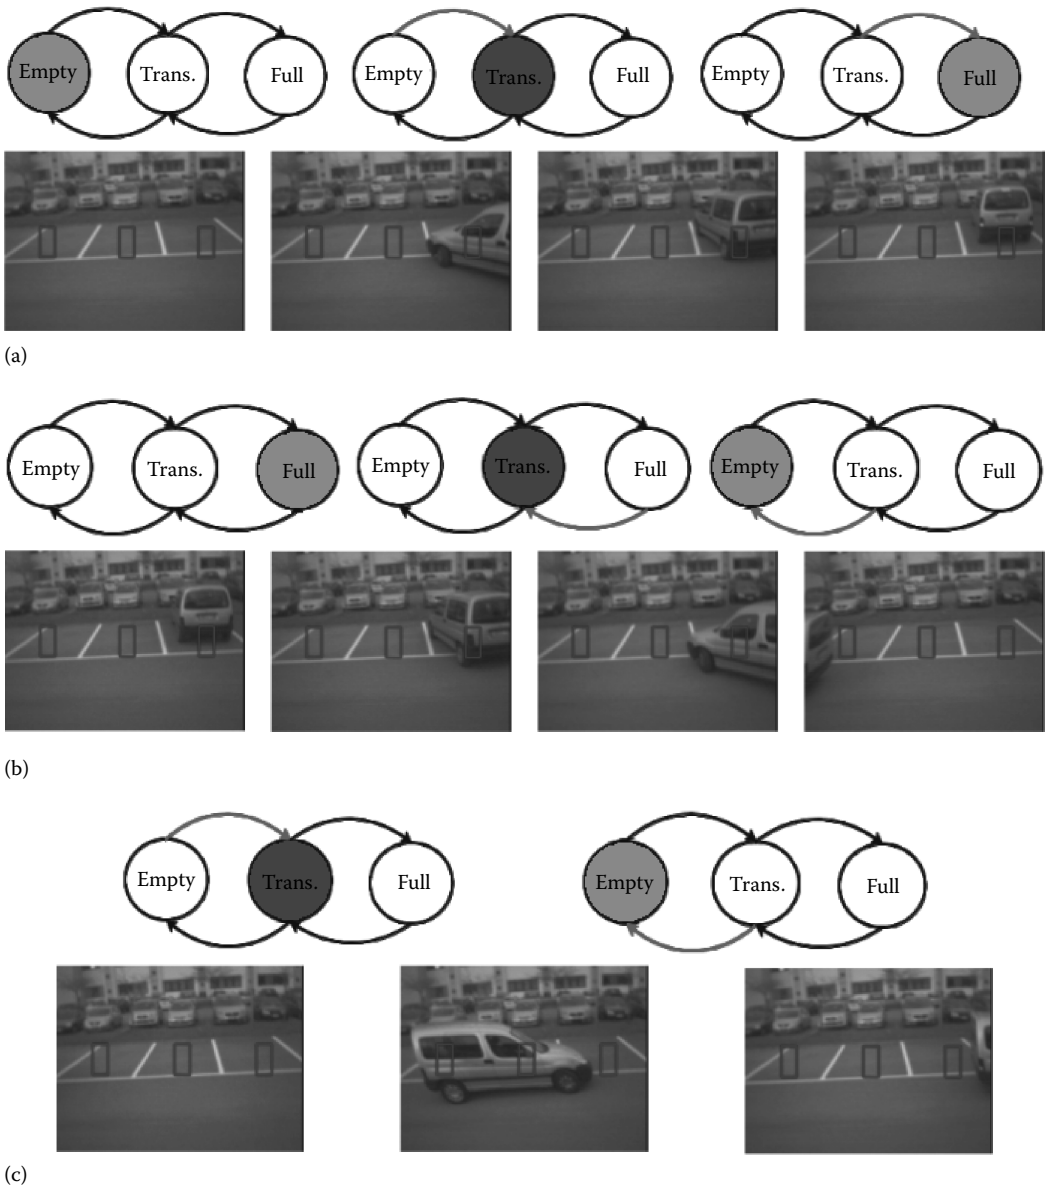 Empty Trans. Full Empty Trans. Full Empty Trans. Full
(a)
Empty Trans. Full Empty Trans. Full Empty Trans. Full
(b)
Empty Trans. Full Empty Trans. Full
(c)